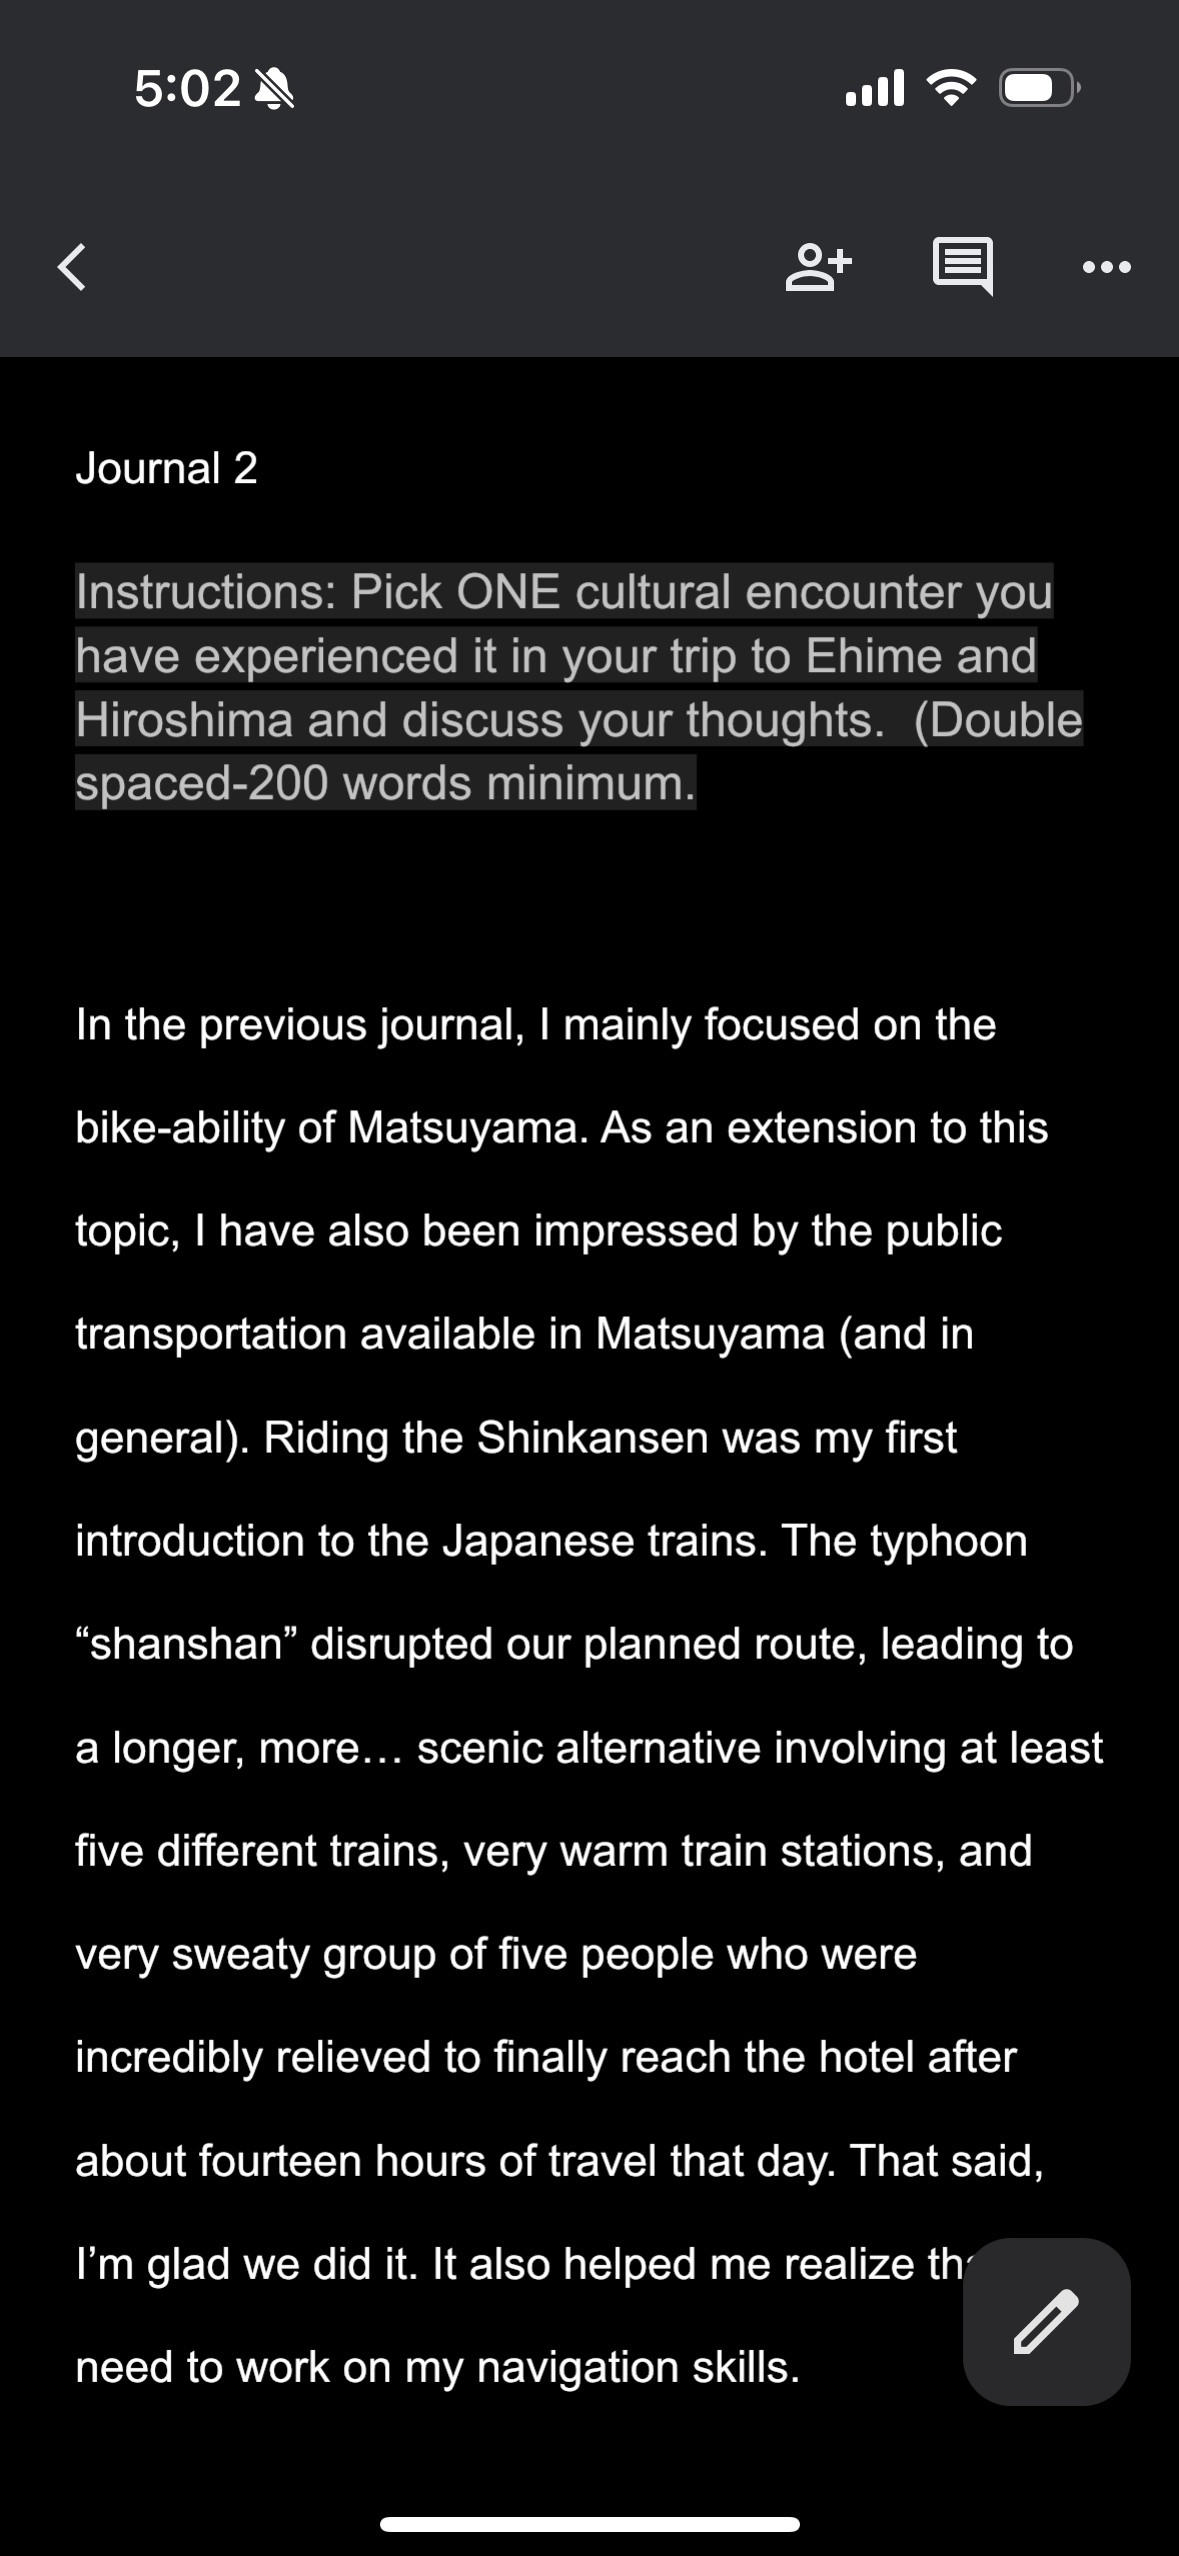 5:02
Journal 2
Instructions: Pick ONE cultural encounter you
have experienced it in your trip to Ehime and
Hiroshima and discuss your thoughts.  (Double
spaced-200 words minimum.
In the previous journal, I mainly focused on the
bike-ability of Matsuyama. As an extension to this
topic, I have also been impressed by the public
transportation available in Matsuyama (and in
general). Riding the Shinkansen was my first
introduction to the Japanese trains. The typhoon
“shanshan” disrupted our planned route, leading to
a longer, more… scenic alternative involving at least
five different trains, very warm train stations, and
very sweaty group of five people who were
incredibly relieved to finally reach the hotel after
about fourteen hours of travel that day. That said,
I’m glad we did it. It also helped me realize
need to work on my navigation skills.